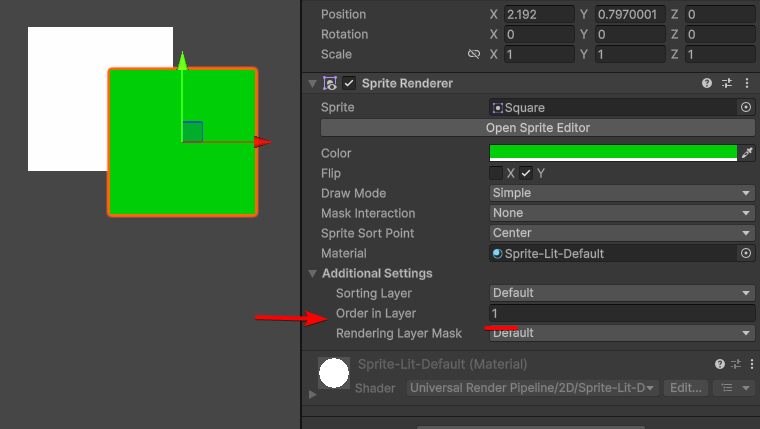 Position X 2.192 Y 0.7970001 Z 0
Rotation X 0 Y 0 Z 0
Scale X 1 Y 1 Z 1
Sprite Renderer
Sprite Square
Open Sprite Editor
Color
Flip X Y
Draw Mode Simple
Mask Interaction None
Sprite Sort Point Center
Material Sprite-Lit-Default
Additional Settings
Sorting Layer Default
Order in Layer 1
Rendering Layer Mask Default
Sprite-Lit-Default (Material)
Shader Universal Render Pipeline/2D/Sprite-Lit-D Edit...